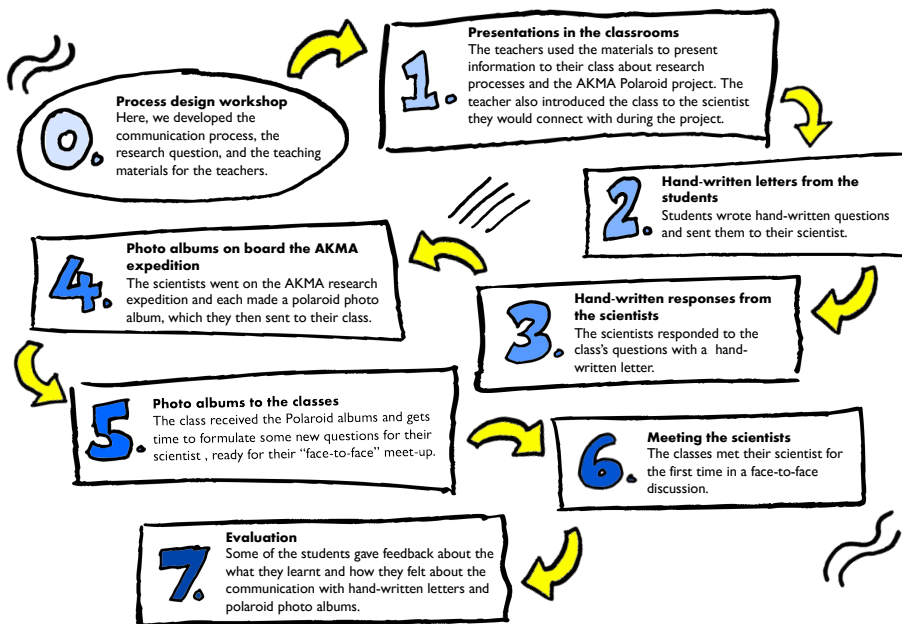 0.
Process design workshop
Here, we developed the
communication process, the
research question, and the teaching
materials for the teachers.
1.
Presentations in the classrooms
The teachers used the materials to present
information to their class about research
processes and the AKMA Polaroid project. The
teacher also introduced the class to the scientist
they would connect with during the project.
2.
Hand-written letters from the
students
Students wrote hand-written questions
and sent them to their scientist.
3.
Hand-written responses from
the scientists
The scientists responded to the
class's questions with a hand-
written letter.
4.
Photo albums on board the AKMA
expedition
The scientists went on the AKMA research
expedition and each made a polaroid photo
album, which they then sent to their class.
5.
Photo albums to the classes
The class received the Polaroid albums and gets
time to formulate some new questions for their
scientist , ready for their “face-to-face” meet-up.
6.
Meeting the scientists
The classes met their scientist for
the first time in a face-to-face
discussion.
7.
Evaluation
Some of the students gave feedback about the
what they learnt and how they felt about the
communication with hand-written letters and
polaroid photo albums.